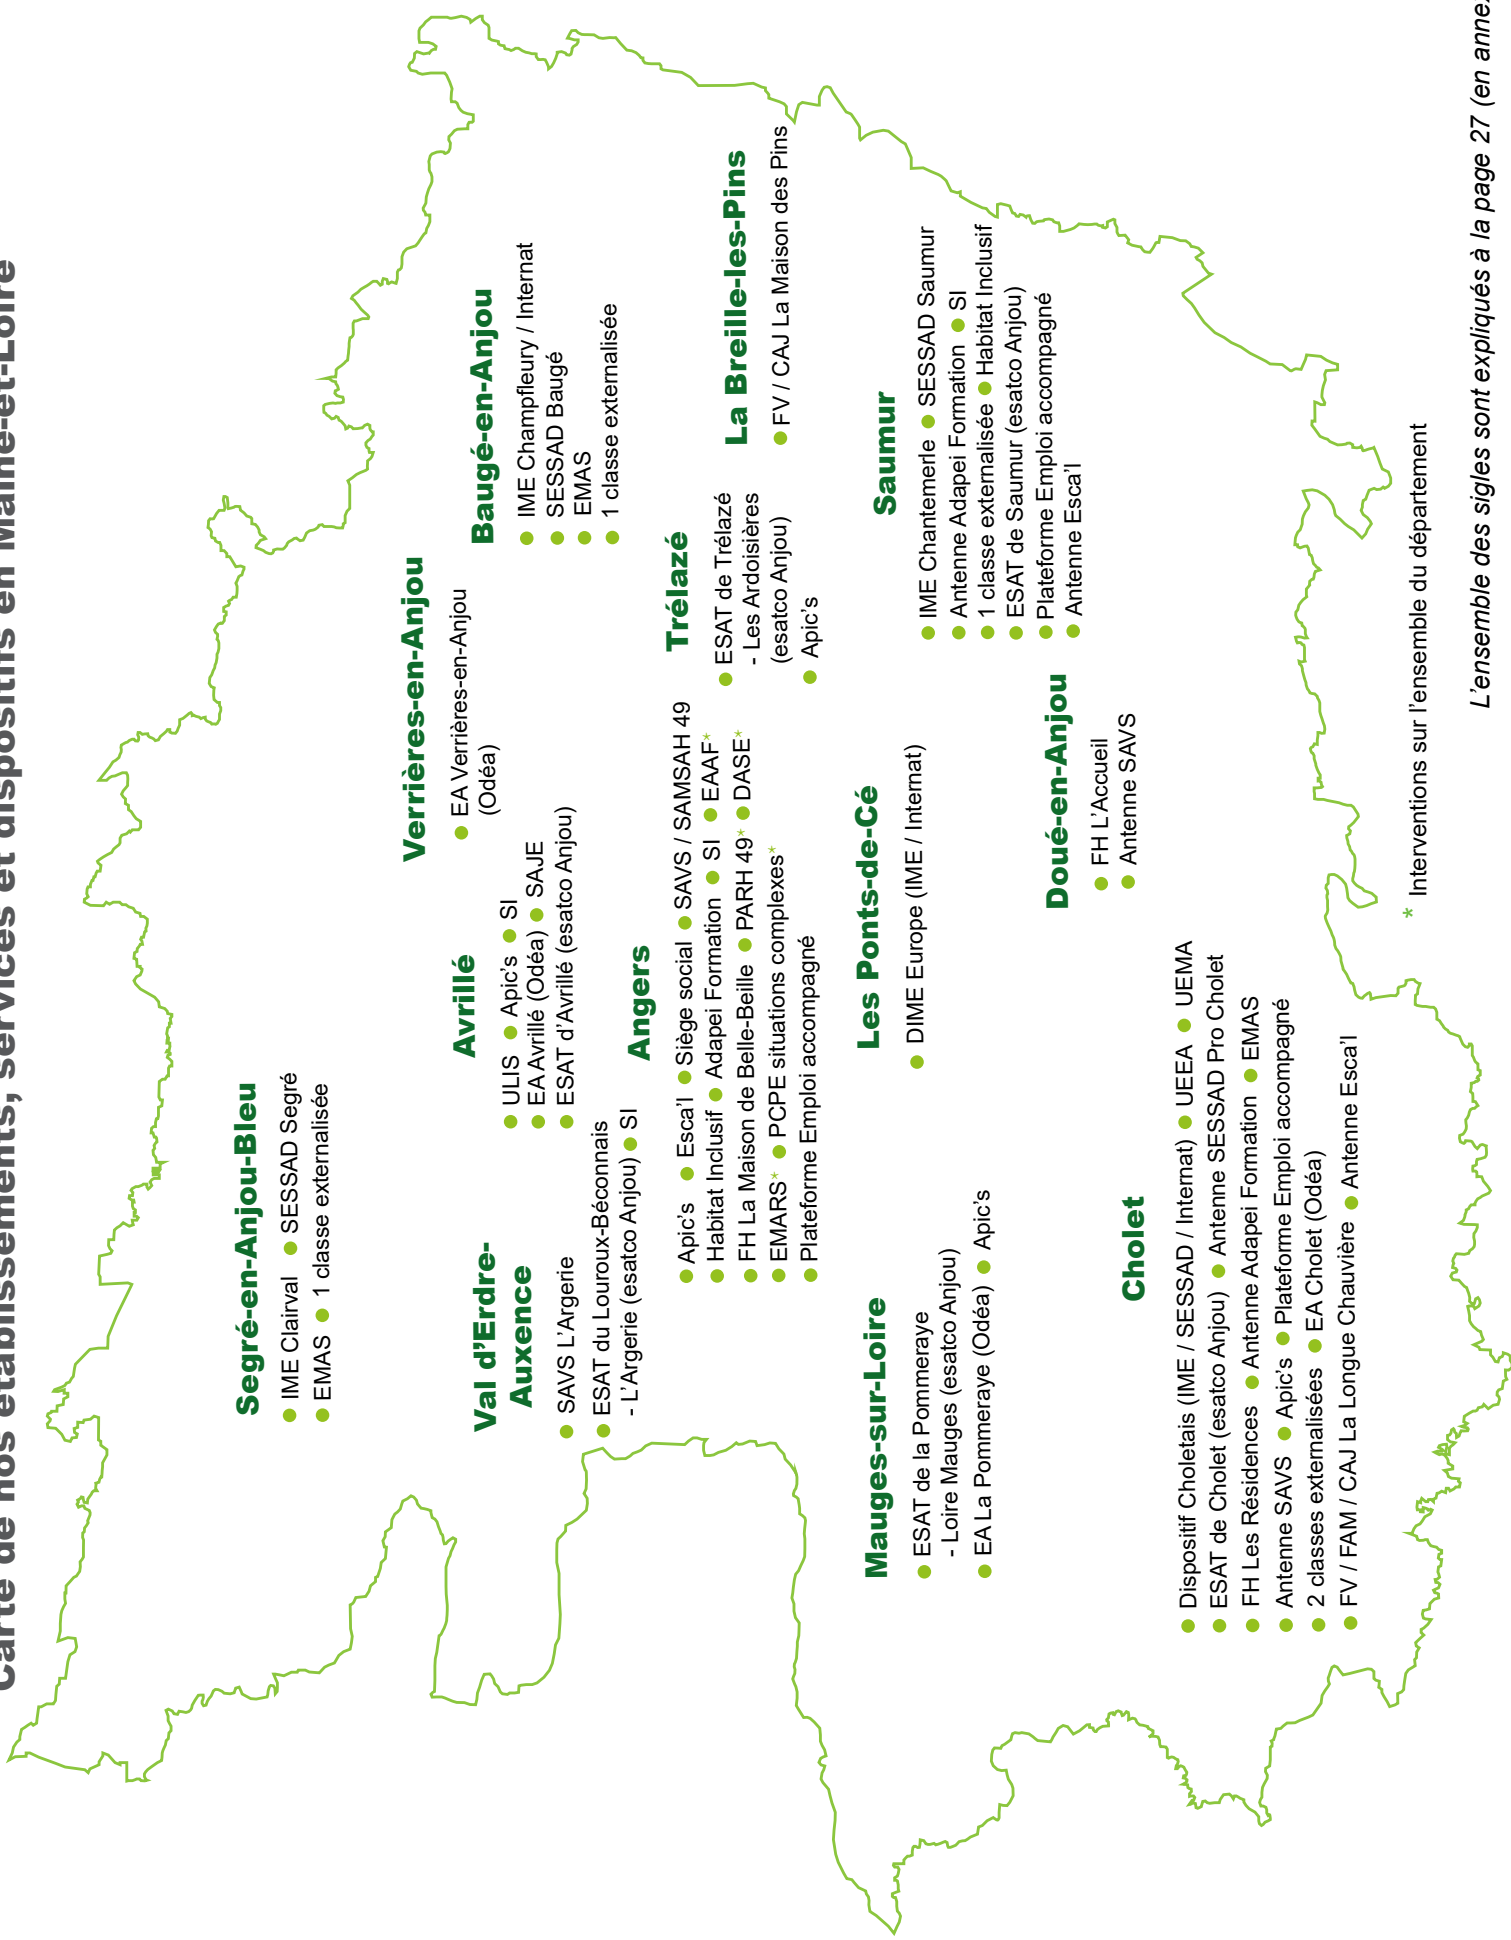 Carte de nos établissements, services et dispositifs en Maine-et-Loire
Segré-en-Anjou-Bleu
● IME Clairval ● SESSAD Segré
● EMAS ● 1 classe externalisée
Val d'Erdre-
Auxence
● SAVS L'Argerie
● ESAT du Louroux-Béconnais
- L'Argerie (esatco Anjou) ● SI
Avrillé
● ULIS ● Apic's ● SI
● EA Avrillé (Odéa) ● SAJE
● ESAT d'Avrillé (esatco Anjou)
Verrières-en-Anjou
● EA Verrières-en-Anjou
(Odéa)
Baugé-en-Anjou
● IME Champfleury / Internat
● SESSAD Baugé
● EMAS
● 1 classe externalisée
Angers
● Apic's ● Esca'l ● Siège social ● SAVS / SAMSAH 49
● Habitat Inclusif ● Adapei Formation ● SI ● EAAF*
● FH La Maison de Belle-Beille ● PARH 49* ● DASE*
● EMARS* ● PCPE situations complexes*
● Plateforme Emploi accompagné
Trélazé
● ESAT de Trélazé
- Les Ardoisières
(esatco Anjou)
● Apic's
La Breille-les-Pins
● FV / CAJ La Maison des Pins
Mauges-sur-Loire
● ESAT de la Pommeraye
- Loire Mauges (esatco Anjou)
● EA La Pommeraye (Odéa) ● Apic's
Les Ponts-de-Cé
● DIME Europe (IME / Internat)
Saumur
● IME Chantemerle ● SESSAD Saumur
● Antenne Adapei Formation ● SI
● 1 classe externalisée ● Habitat Inclusif
● ESAT de Saumur (esatco Anjou)
● Plateforme Emploi accompagné
● Antenne Esca'l
Doué-en-Anjou
● FH L'Accueil
● Antenne SAVS
Cholet
● Dispositif Choletais (IME / SESSAD / Internat) ● UEEA ● UEMA
● ESAT de Cholet (esatco Anjou) ● Antenne SESSAD Pro Cholet
● FH Les Résidences ● Antenne Adapei Formation ● EMAS
● Antenne SAVS ● Apic's ● Plateforme Emploi accompagné
● 2 classes externalisées ● EA Cholet (Odéa)
● FV / FAM / CAJ La Longue Chauvière ● Antenne Esca'l
* Interventions sur l'ensemble du département
L'ensemble des sigles sont expliqués à la page 27 (en